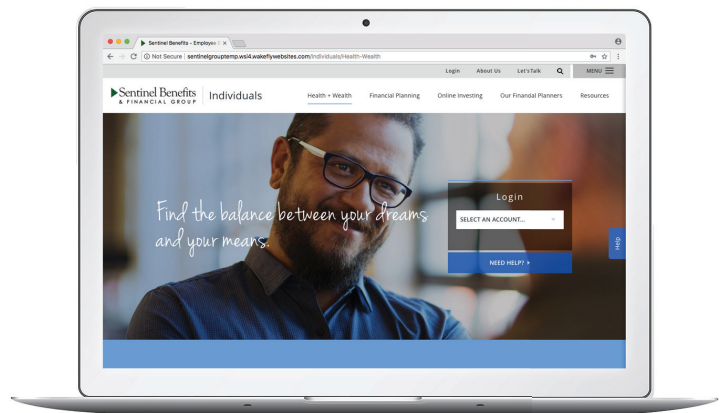 Sentinel Benefits – Employee
Not Secure | sentinelgrouptemp.wsi4.wakeflywebsites.com/Individuals/Health-Wealth
Login About Us Let'sTalk MENU
Sentinel Benefits
& FINANCIAL GROUP
Individuals
Health + Wealth Financial Planning Online Investing Our Financial Planners Resources
Find the balance between your dreams
and your means.
Login
SELECT AN ACCOUNT...
NEED HELP?
Help